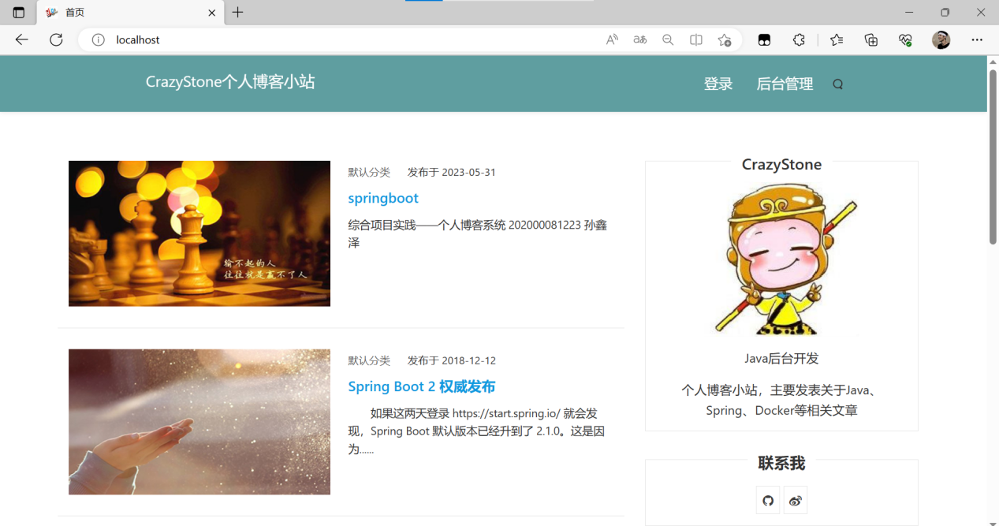 首页
localhost
CrazyStone个人博客小站
登录
后台管理
输不起的人
往往就是赢不了人
默认分类 发布于 2023-05-31
springboot
综合项目实践——个人博客系统 202000081223 孙鑫
泽
默认分类 发布于 2018-12-12
Spring Boot 2 权威发布
如果这两天登录 https://start.spring.io/ 就会发
现，Spring Boot 默认版本已经升到了 2.1.0。这是因
为......
CrazyStone
Java后台开发
个人博客小站，主要发表关于Java、
Spring、Docker等相关文章
联系我